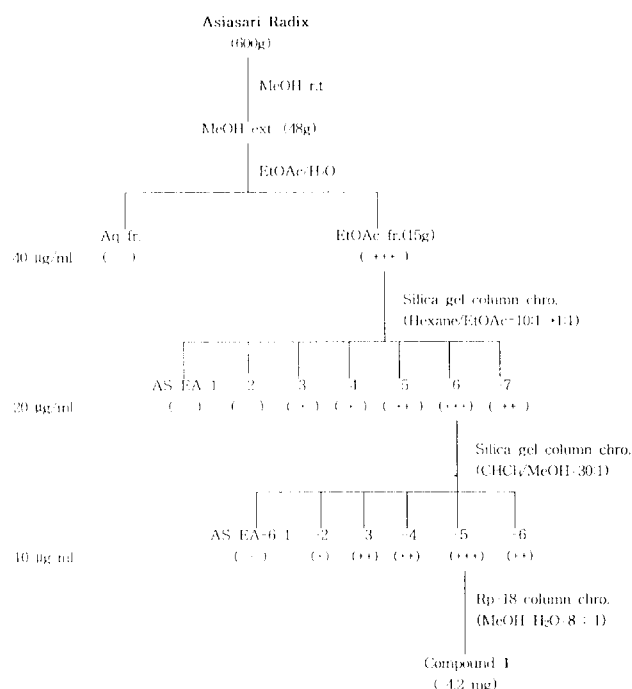 Asiasari Radix
(600g)
MeOH r.t
MeOH ext. (48g)
EtOAc/H₂O
Aq fr. EtOAc fr.(15g)
40 µg/ml ( ) ( +++ )
Silica gel column chro.
(Hexane/EtOAc=10:1→1:1)
AS EA 1 2 3 4 5 6 -7
20 µg/ml ( ) ( ) ( ) ( ) (++) (+++) (++)
Silica gel column chro.
(CHCl₃/MeOH=30:1)
AS EA-6 1 -2 -3 -4 -5 -6
10 µg/ml ( ) ( ) (++) (++) (+++) (++)
Rp-18 column chro.
(MeOH H₂O 8 : 1)
Compound 1
( 4.2 mg)